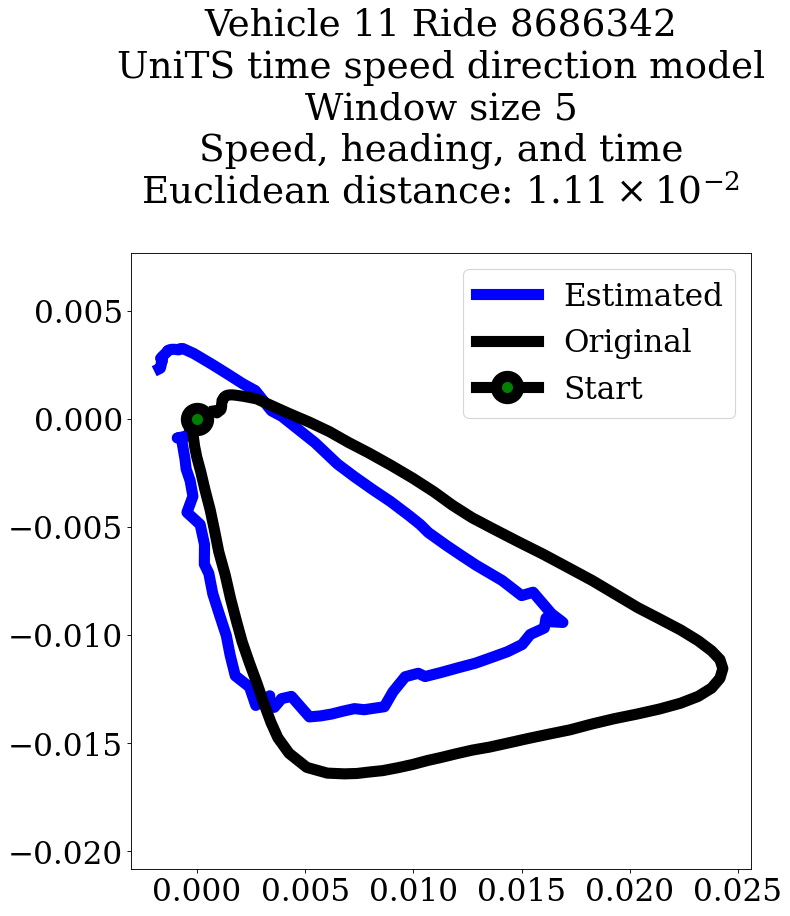 Vehicle 11 Ride 8686342
UniTS time speed direction model
Window size 5
Speed, heading, and time
Euclidean distance: 1.11 × 10⁻²
Estimated
Original
Start
0.005
0.000
−0.005
−0.010
−0.015
−0.020
0.000 0.005 0.010 0.015 0.020 0.025